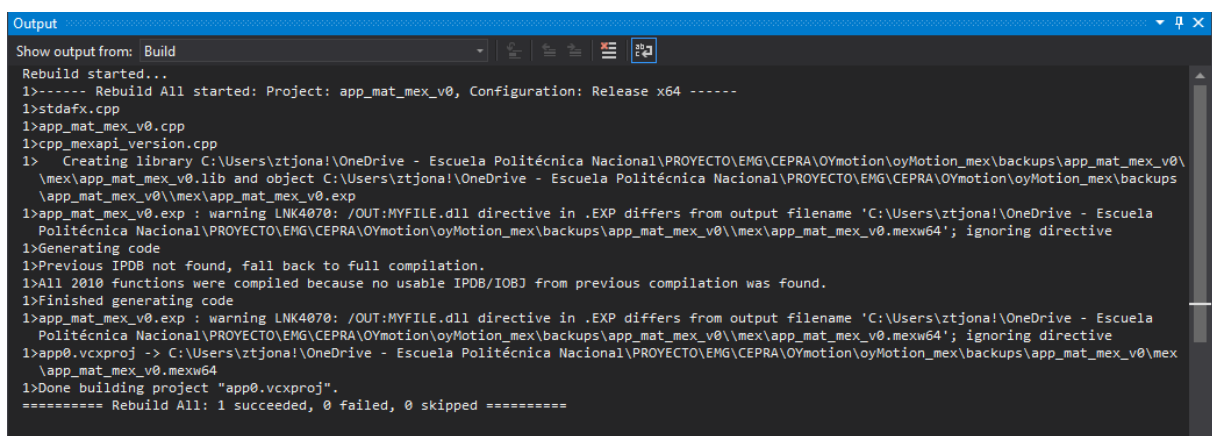 Output
Show output from: Build
Rebuild started...
1>------ Rebuild All started: Project: app_mat_mex_v0, Configuration: Release x64 ------
1>stdafx.cpp
1>app_mat_mex_v0.cpp
1>cpp_mexapi_version.cpp
1>   Creating library C:\Users\ztjona!\OneDrive - Escuela Politécnica Nacional\PROYECTO\EMG\CEPRA\OYmotion\oyMotion_mex\backups\app_mat_mex_v0\
\mex\app_mat_mex_v0.lib and object C:\Users\ztjona!\OneDrive - Escuela Politécnica Nacional\PROYECTO\EMG\CEPRA\OYmotion\oyMotion_mex\backups
\app_mat_mex_v0\\mex\app_mat_mex_v0.exp
1>app_mat_mex_v0.exp : warning LNK4070: /OUT:MYFILE.dll directive in .EXP differs from output filename 'C:\Users\ztjona!\OneDrive - Escuela
Politécnica Nacional\PROYECTO\EMG\CEPRA\OYmotion\oyMotion_mex\backups\app_mat_mex_v0\\mex\app_mat_mex_v0.mexw64'; ignoring directive
1>Generating code
1>Previous IPDB not found, fall back to full compilation.
1>All 2010 functions were compiled because no usable IPDB/IOBJ from previous compilation was found.
1>Finished generating code
1>app_mat_mex_v0.exp : warning LNK4070: /OUT:MYFILE.dll directive in .EXP differs from output filename 'C:\Users\ztjona!\OneDrive - Escuela
Politécnica Nacional\PROYECTO\EMG\CEPRA\OYmotion\oyMotion_mex\backups\app_mat_mex_v0\\mex\app_mat_mex_v0.mexw64'; ignoring directive
1>app0.vcxproj -> C:\Users\ztjona!\OneDrive - Escuela Politécnica Nacional\PROYECTO\EMG\CEPRA\OYmotion\oyMotion_mex\backups\app_mat_mex_v0\mex
\app_mat_mex_v0.mexw64
1>Done building project "app0.vcxproj".
========== Rebuild All: 1 succeeded, 0 failed, 0 skipped ==========